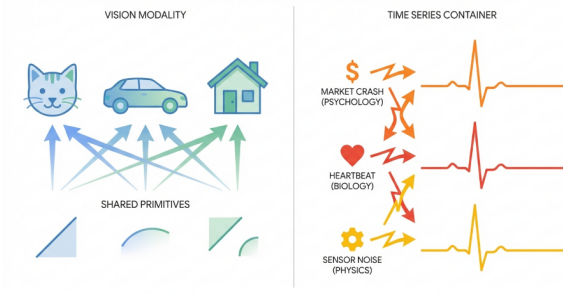 VISION MODALITY
SHARED PRIMITIVES
TIME SERIES CONTAINER
$
MARKET CRASH
(PSYCHOLOGY)
HEARTBEAT
(BIOLOGY)
SENSOR NOISE
(PHYSICS)